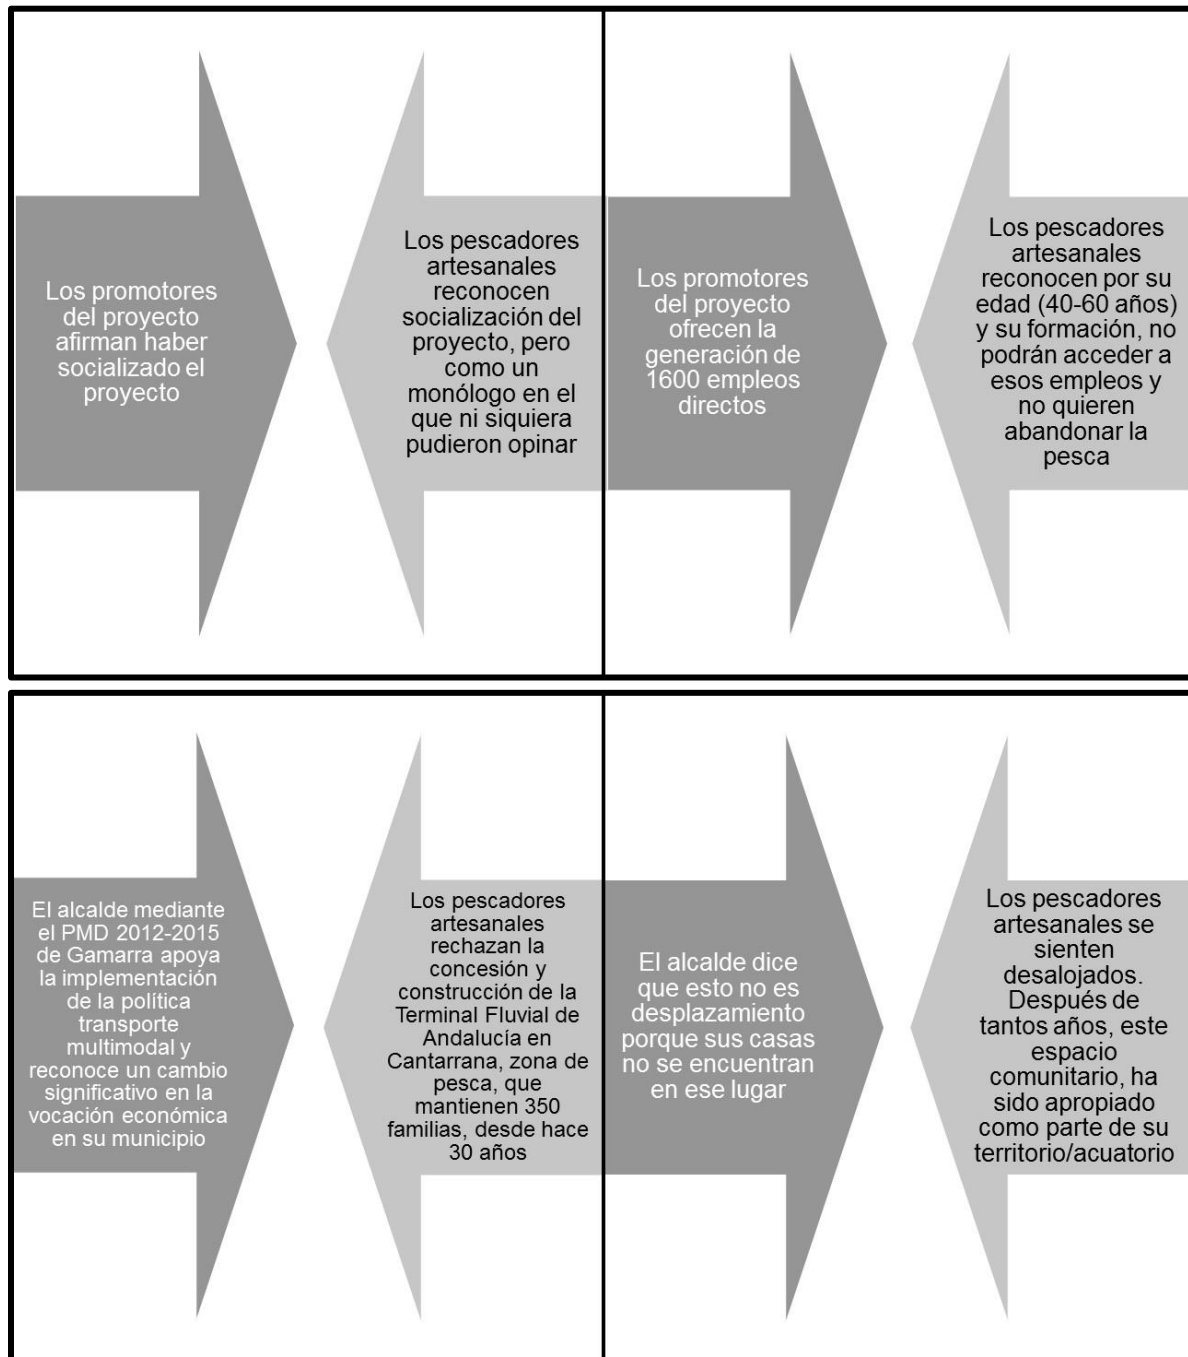 Los promotores
del proyecto
afirman haber
socializado el
proyecto
Los pescadores
artesanales
reconocen
socialización del
proyecto, pero
como un
monólogo en el
que ni siquiera
pudieron opinar
Los promotores
del proyecto
ofrecen la
generación de
1600 empleos
directos
Los pescadores
artesanales
reconocen por su
edad (40-60 años)
y su formación, no
podrán acceder a
esos empleos y
no quieren
abandonar la
pesca
El alcalde mediante
el PMD 2012-2015
de Gamarra apoya
la implementación
de la política
transporte
multimodal y
reconoce un cambio
significativo en la
vocación económica
en su municipio
Los pescadores
artesanales
rechazan la
concesión y
construcción de la
Terminal Fluvial de
Andalucía en
Cantarrana, zona de
pesca, que
mantienen 350
familias, desde hace
30 años
El alcalde dice
que esto no es
desplazamiento
porque sus casas
no se encuentran
en ese lugar
Los pescadores
artesanales se
sienten
desalojados.
Después de
tantos años, este
espacio
comunitario, ha
sido apropiado
como parte de su
territorio/acuatorio